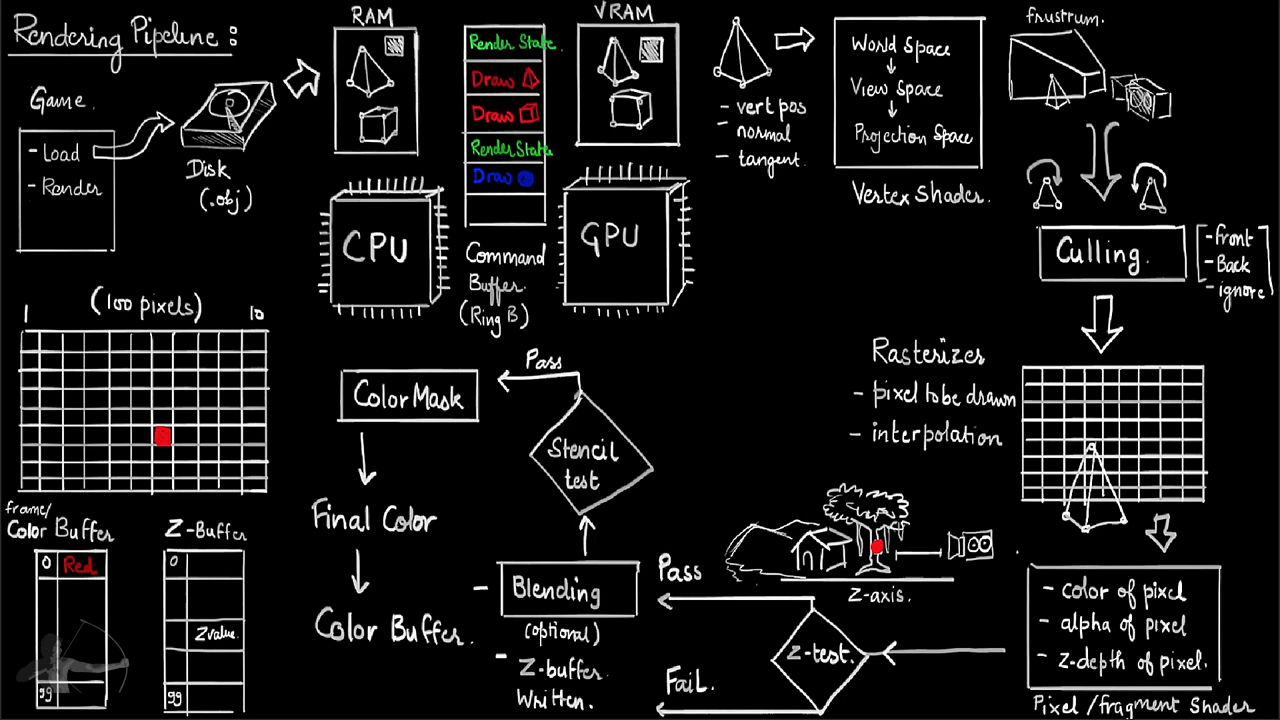 Rendering Pipeline :
Game.
- Load
- Render
Disk
(.obj)
RAM
CPU
Render State.
Draw
Draw
Render State
Draw
Command
Buffer.
(Ring B)
VRAM
GPU
- vert pos
- normal
- tangent.
World Space
View Space
Projection Space
Vertex Shader.
frustrum.
Culling.
- front
- Back
- ignore
Rasterizer
- pixel to be drawn
- interpolation
- color of pixel
- alpha of pixel
- z-depth of pixel.
Pixel / fragment Shader
z-axis.
z-test.
Pass
Fail.
- Blending
(optional)
- Z-buffer
Written.
Stencil
test
Pass
Color Mask
Final Color
Color Buffer.
(100 pixels)
1 10
frame/
Color Buffer
0 Red
99
Z-Buffer
0
Z value.
99